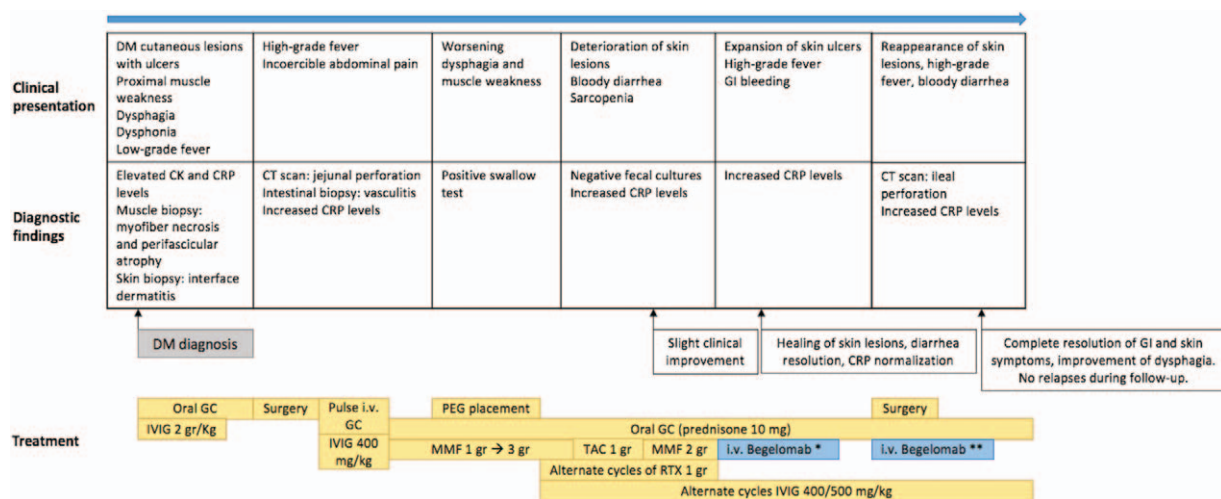 Clinical
presentation
DM cutaneous lesions
with ulcers
Proximal muscle
weakness
Dysphagia
Dysphonia
Low-grade fever
High-grade fever
Incoercible abdominal pain
Worsening
dysphagia and
muscle weakness
Deterioration of skin
lesions
Bloody diarrhea
Sarcopenia
Expansion of skin ulcers
High-grade fever
GI bleeding
Reappearance of skin
lesions, high-grade
fever, bloody diarrhea
Diagnostic
findings
Elevated CK and CRP
levels
Muscle biopsy:
myofiber necrosis
and perifascicular
atrophy
Skin biopsy: interface
dermatitis
CT scan: jejunal perforation
Intestinal biopsy: vasculitis
Increased CRP levels
Positive swallow
test
Negative fecal cultures
Increased CRP levels
Increased CRP levels
CT scan: ileal
perforation
Increased CRP levels
DM diagnosis
Slight clinical
improvement
Healing of skin lesions, diarrhea
resolution, CRP normalization
Complete resolution of GI and skin
symptoms, improvement of dysphagia.
No relapses during follow-up.
Treatment
Oral GC
IVIG 2 gr/Kg
Surgery
Pulse i.v.
GC
IVIG 400
mg/kg
PEG placement
Surgery
Oral GC (prednisone 10 mg)
MMF 1 gr → 3 gr
TAC 1 gr
MMF 2 gr
i.v. Begelomab *
i.v. Begelomab **
Alternate cycles of RTX 1 gr
Alternate cycles IVIG 400/500 mg/kg